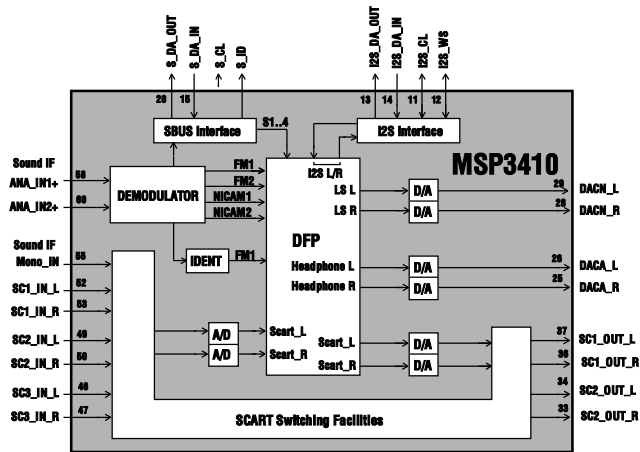 S_DA_OUT
S_DA_IN
S_CL
S_ID
I2S_DA_OUT
I2S_DA_IN
I2S_CL
I2S_WS
29 15
13 14 11 12
SBUS Interface
S1..4
I2S Interface
MSP3410
Sound IF
ANA_IN1+
58
ANA_IN2+
60
DEMODULATOR
FM1
FM2
NICAM1
NICAM2
IDENT
FM1
I2S L/R
LS L
LS R
D/A
D/A
29
DACN_L
28
DACN_R
DFP
Headphone L
Headphone R
D/A
D/A
26
DACA_L
25
DACA_R
Sound IF
Mono_IN
55
SC1_IN_L
52
SC1_IN_R
53
SC2_IN_L
49
SC2_IN_R
50
SC3_IN_L
46
SC3_IN_R
47
A/D
A/D
Scart_L
Scart_R
Scart_L
Scart_R
D/A
D/A
37
SC1_OUT_L
36
SC1_OUT_R
34
SC2_OUT_L
33
SC2_OUT_R
SCART Switching Facilities